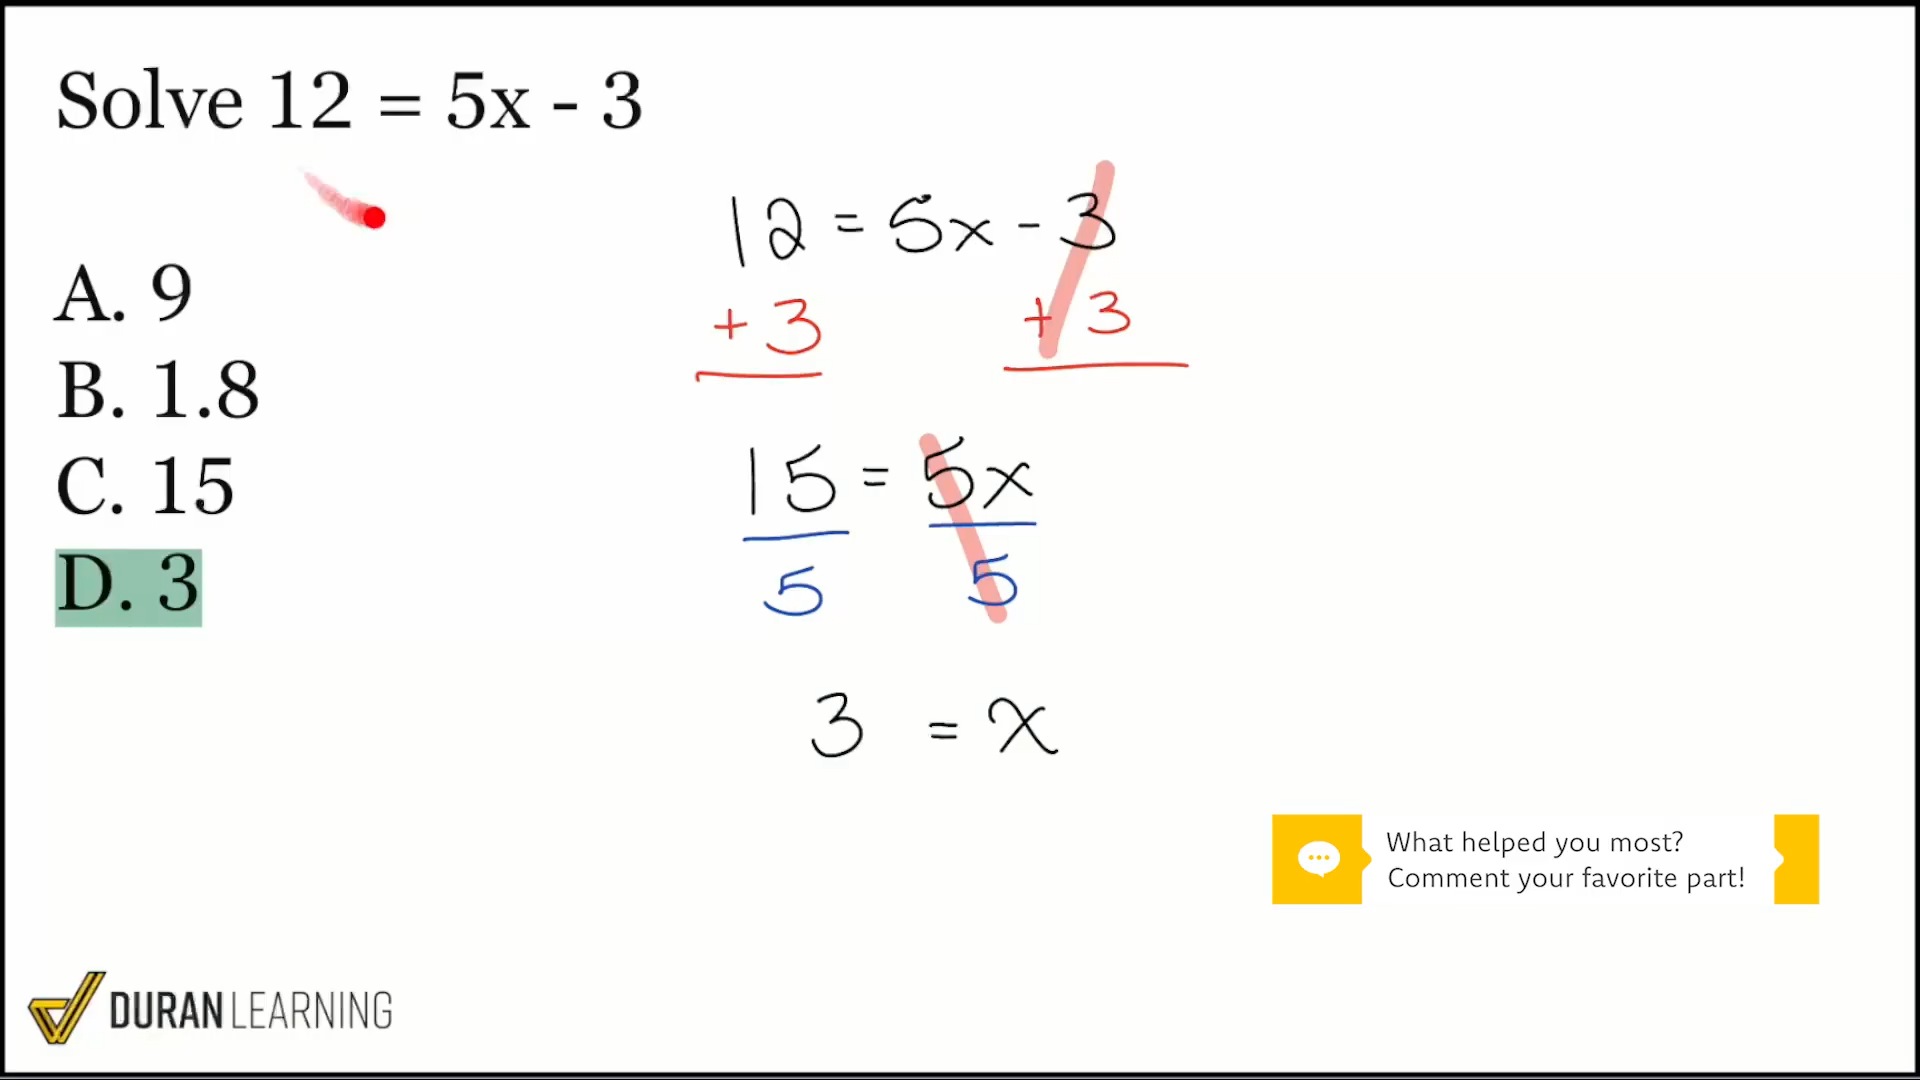 Solve 12 = 5x - 3
A. 9
B. 1.8
C. 15
D. 3
12 = 5x - 3
+ 3 + 3
15 = 5x
5 5
3 = x
What helped you most?
Comment your favorite part!
DURAN LEARNING